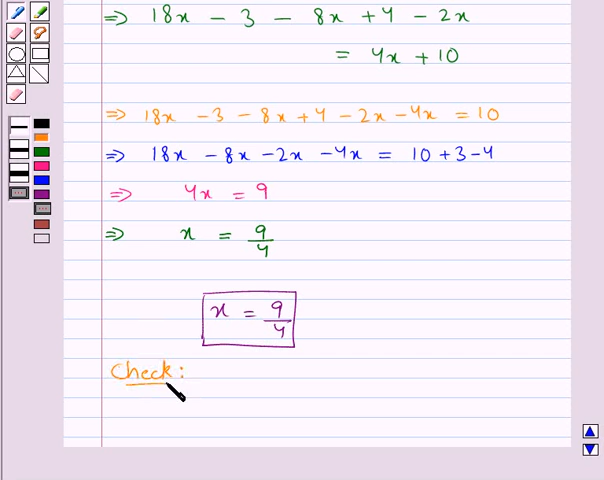 ⇒ 18x - 3 - 8x + 4 - 2x
= 4x + 10
⇒ 18x - 3 - 8x + 4 - 2x - 4x = 10
⇒ 18x - 8x - 2x - 4x = 10 + 3 - 4
⇒ 4x = 9
⇒ x = 9/4
x = 9/4
Check: